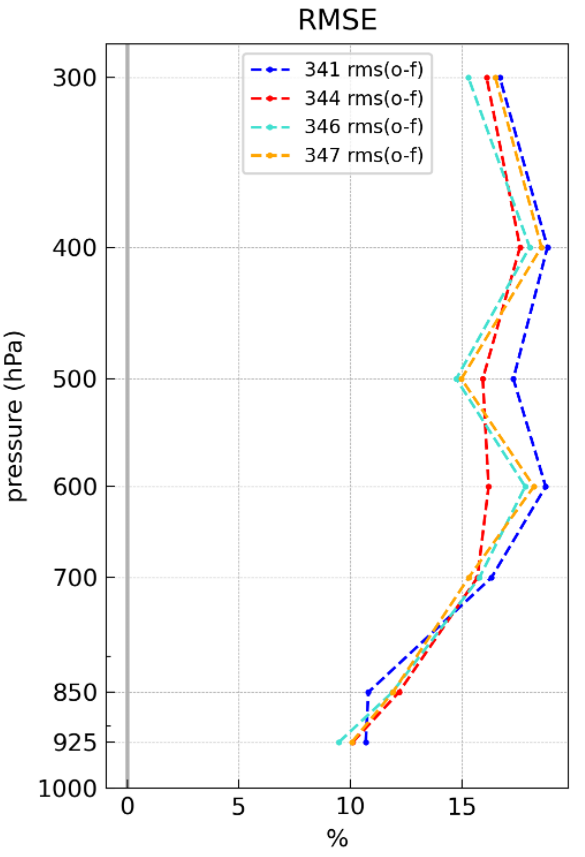 RMSE
341 rms(o-f)
344 rms(o-f)
346 rms(o-f)
347 rms(o-f)
300
400
500
600
700
850
925
1000
pressure (hPa)
0 5 10 15
%